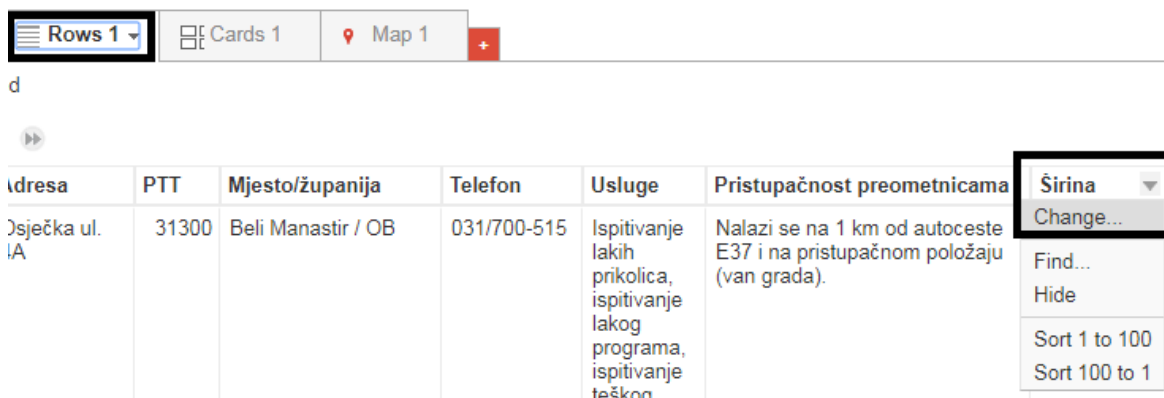 Rows 1 Cards 1 Map 1 +
d
Adresa PTT Mjesto/županija Telefon Usluge Pristupačnost preometnicama Širina
Change...
Osječka ul. 31300 Beli Manastir / OB 031/700-515 Ispitivanje Nalazi se na 1 km od autoceste
4A lakih E37 i na pristupačnom položaju
prikolica, (van grada).
ispitivanje
lakog
programa,
ispitivanje
teškog
Find...
Hide
Sort 1 to 100
Sort 100 to 1